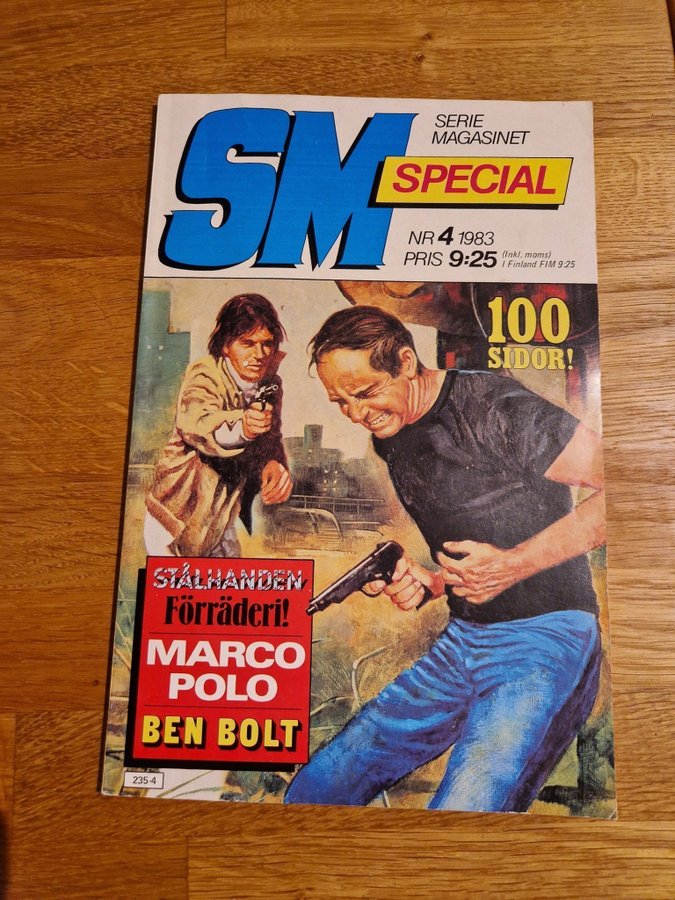 SM
SERIE
MAGASINET
SPECIAL
NR 4 1983
PRIS 9:25 (Inkl. moms)
I Finland FIM 9:25
100
SIDOR!
STÅLHANDEN
Förräderi!
MARCO
POLO
BEN BOLT
235-4